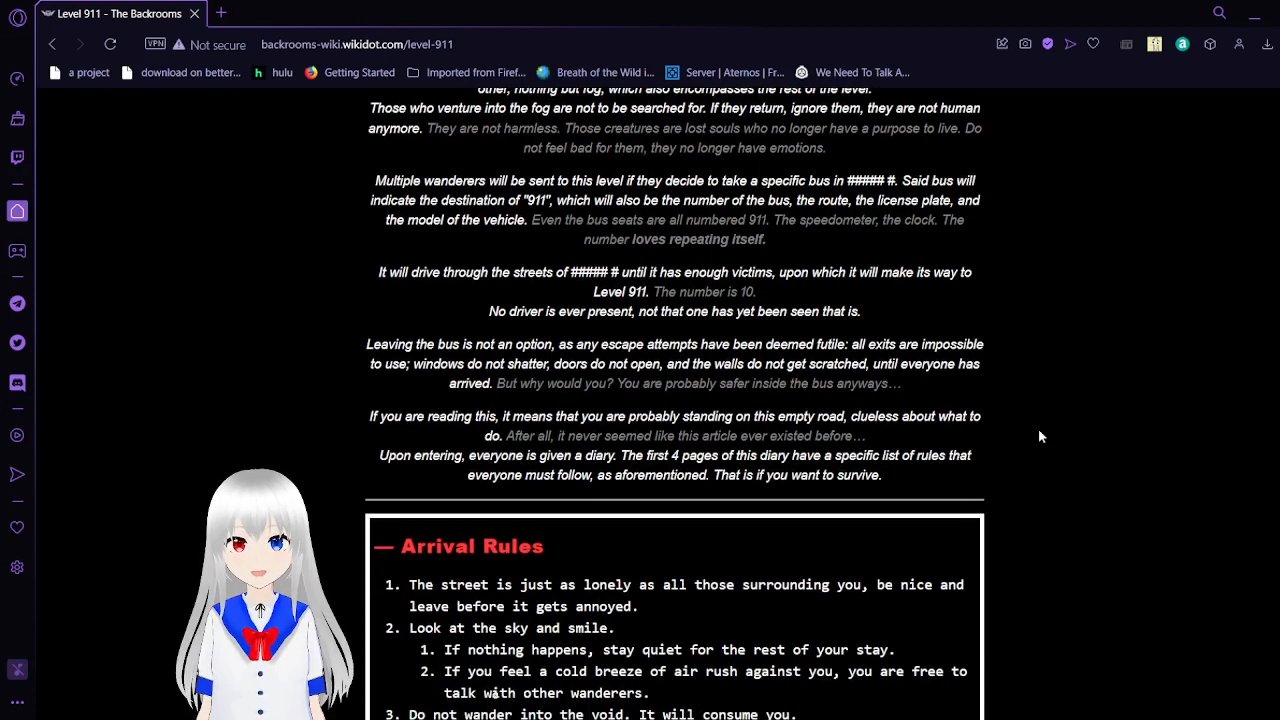 Level 911 - The Backrooms
VPN Not secure backrooms-wiki.wikidot.com/level-911
a project download on better... hulu Getting Started Imported from Firef... Breath of the Wild i... Server | Aternos | Fr... We Need To Talk A...
other, nothing but fog, which also encompasses the rest of the level.
Those who venture into the fog are not to be searched for. If they return, ignore them, they are not human
anymore. They are not harmless. Those creatures are lost souls who no longer have a purpose to live. Do
not feel bad for them, they no longer have emotions.
Multiple wanderers will be sent to this level if they decide to take a specific bus in ##### #. Said bus will
indicate the destination of "911", which will also be the number of the bus, the route, the license plate, and
the model of the vehicle. Even the bus seats are all numbered 911. The speedometer, the clock. The
number loves repeating itself.
It will drive through the streets of ##### # until it has enough victims, upon which it will make its way to
Level 911. The number is 10.
No driver is ever present, not that one has yet been seen that is.
Leaving the bus is not an option, as any escape attempts have been deemed futile: all exits are impossible
to use; windows do not shatter, doors do not open, and the walls do not get scratched, until everyone has
arrived. But why would you? You are probably safer inside the bus anyways…
If you are reading this, it means that you are probably standing on this empty road, clueless about what to
do. After all, it never seemed like this article ever existed before…
Upon entering, everyone is given a diary. The first 4 pages of this diary have a specific list of rules that
everyone must follow, as aforementioned. That is if you want to survive.
— Arrival Rules
1. The street is just as lonely as all those surrounding you, be nice and
leave before it gets annoyed.
2. Look at the sky and smile.
1. If nothing happens, stay quiet for the rest of your stay.
2. If you feel a cold breeze of air rush against you, you are free to
talk with other wanderers.
3. Do not wander into the void. It will consume you.